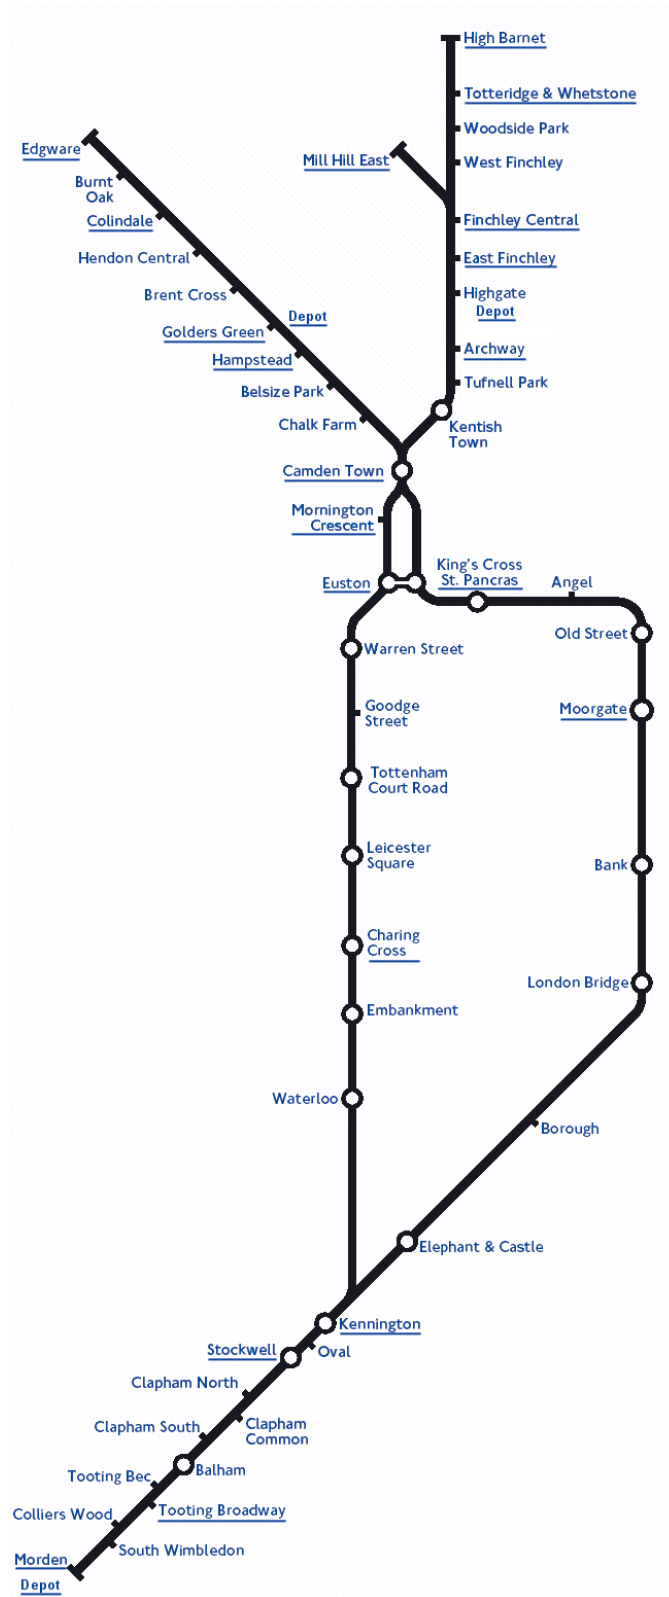 High Barnet
Totteridge & Whetstone
Woodside Park
Edgware
Mill Hill East
West Finchley
Burnt
Oak
Colindale
Finchley Central
Hendon Central
East Finchley
Brent Cross
Highgate
Depot
Depot
Golders Green
Archway
Hampstead
Tufnell Park
Belsize Park
Chalk Farm
Kentish
Town
Camden Town
Mornington
Crescent
King's Cross
St. Pancras
Euston
Angel
Old Street
Warren Street
Goodge
Street
Moorgate
Tottenham
Court Road
Leicester
Square
Bank
Charing
Cross
London Bridge
Embankment
Waterloo
Borough
Elephant & Castle
Kennington
Stockwell
Oval
Clapham North
Clapham South
Clapham
Common
Balham
Tooting Bec
Tooting Broadway
Colliers Wood
South Wimbledon
Morden
Depot